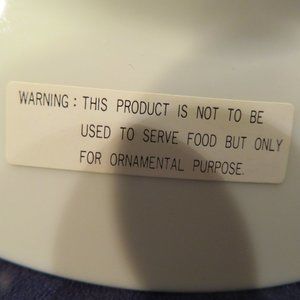 WARNING : THIS PRODUCT IS NOT TO BE
USED TO SERVE FOOD BUT ONLY
FOR ORNAMENTAL PURPOSE.